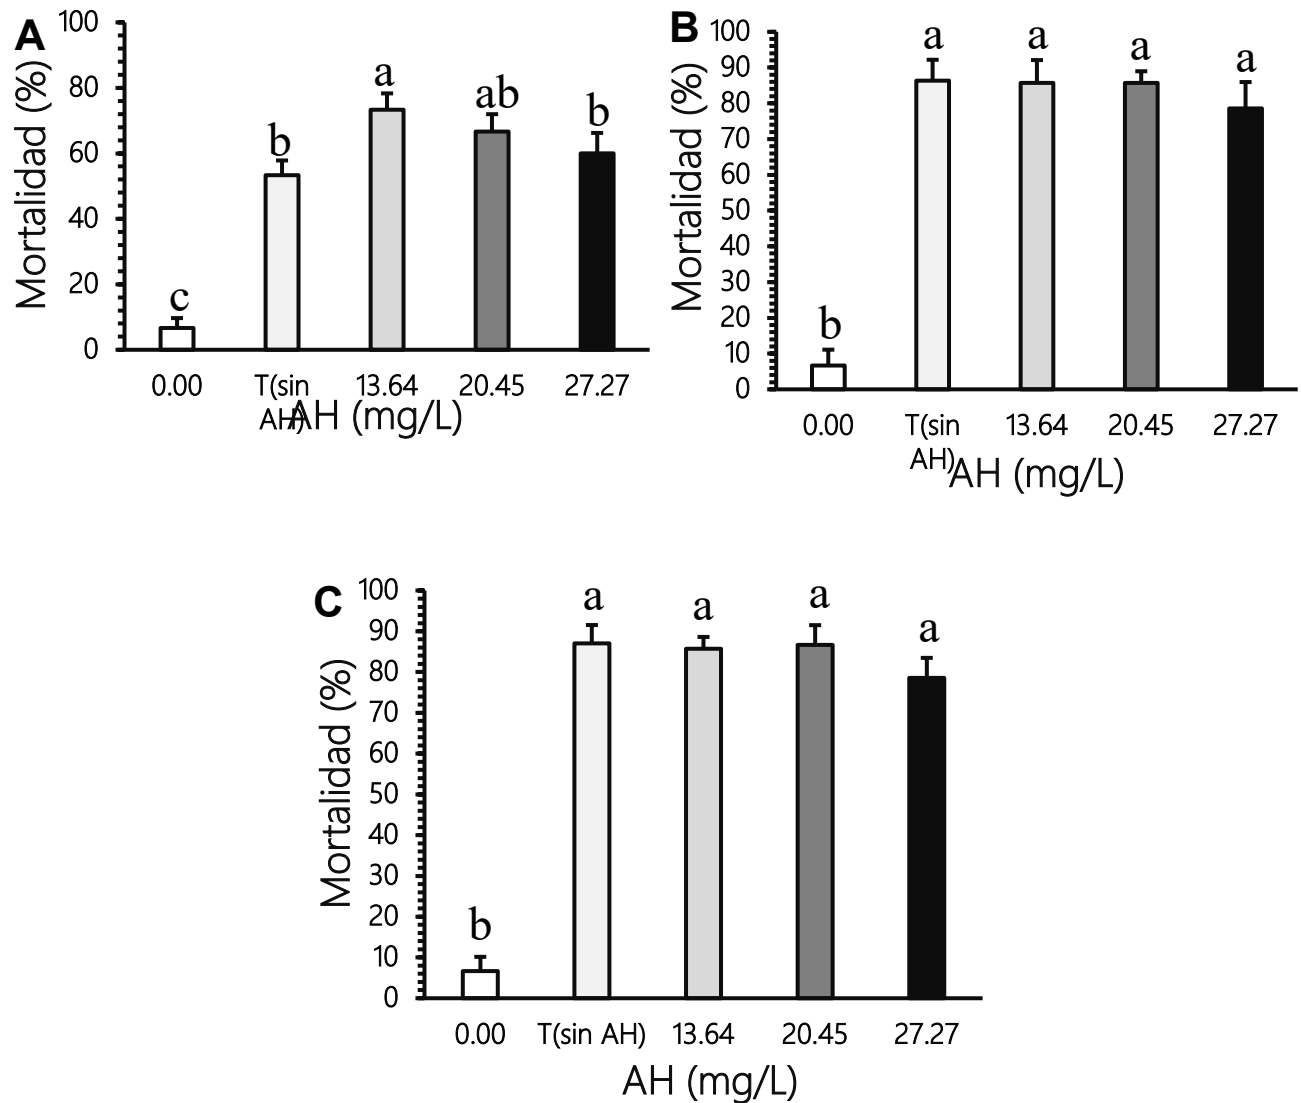 A
Mortalidad (%)
100
80
60
40
20
0
c
b
a
ab
b
0.00
T(sin
AH)
13.64
20.45
27.27
AH (mg/L)
B
Mortalidad (%)
100
90
80
70
60
50
40
30
20
10
0
b
a
a
a
a
0.00
T(sin
AH)
13.64
20.45
27.27
AH (mg/L)
C
Mortalidad (%)
100
90
80
70
60
50
40
30
20
10
0
b
a
a
a
a
0.00
T(sin AH)
13.64
20.45
27.27
AH (mg/L)